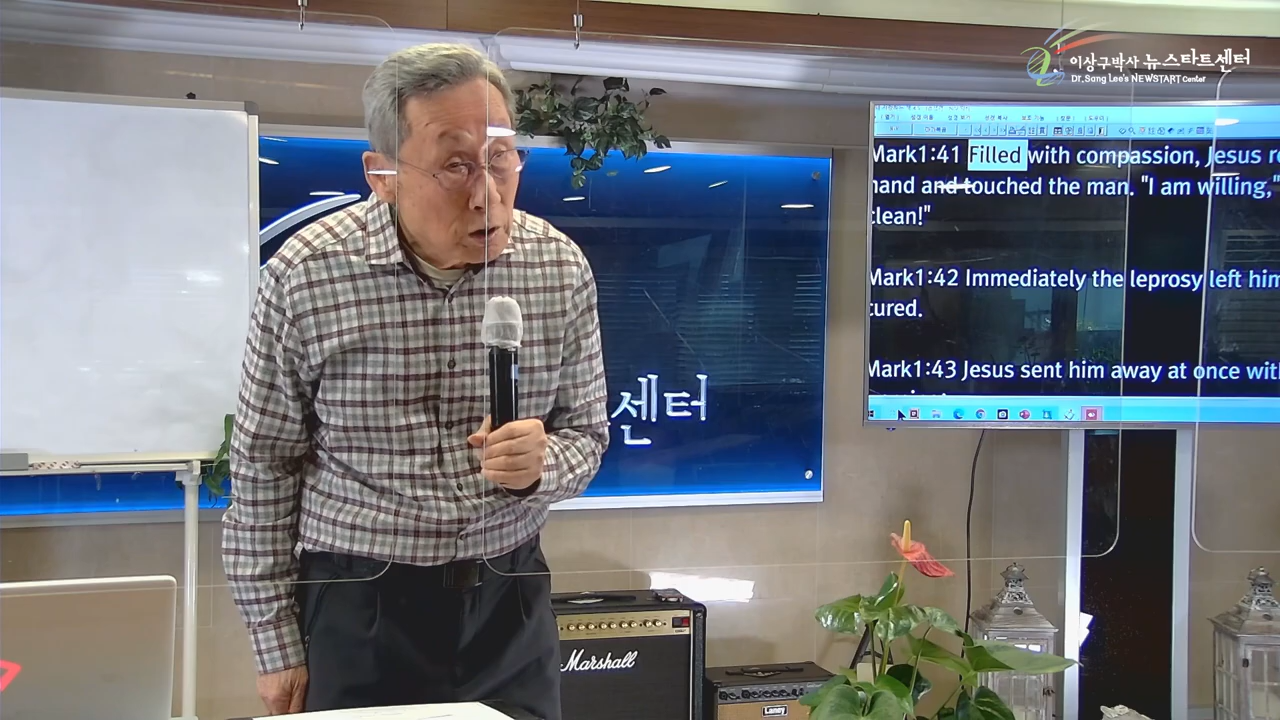 이상구박사 뉴스타트센터
Dr. Sang Lee's NEWSTART Center
Mark1:41 Filled with compassion, Jesus
hand and touched the man. "I am willing,"
clean!"
Mark1:42 Immediately the leprosy left him
cured.
Mark1:43 Jesus sent him away at once with
센터
Marshall
Laney